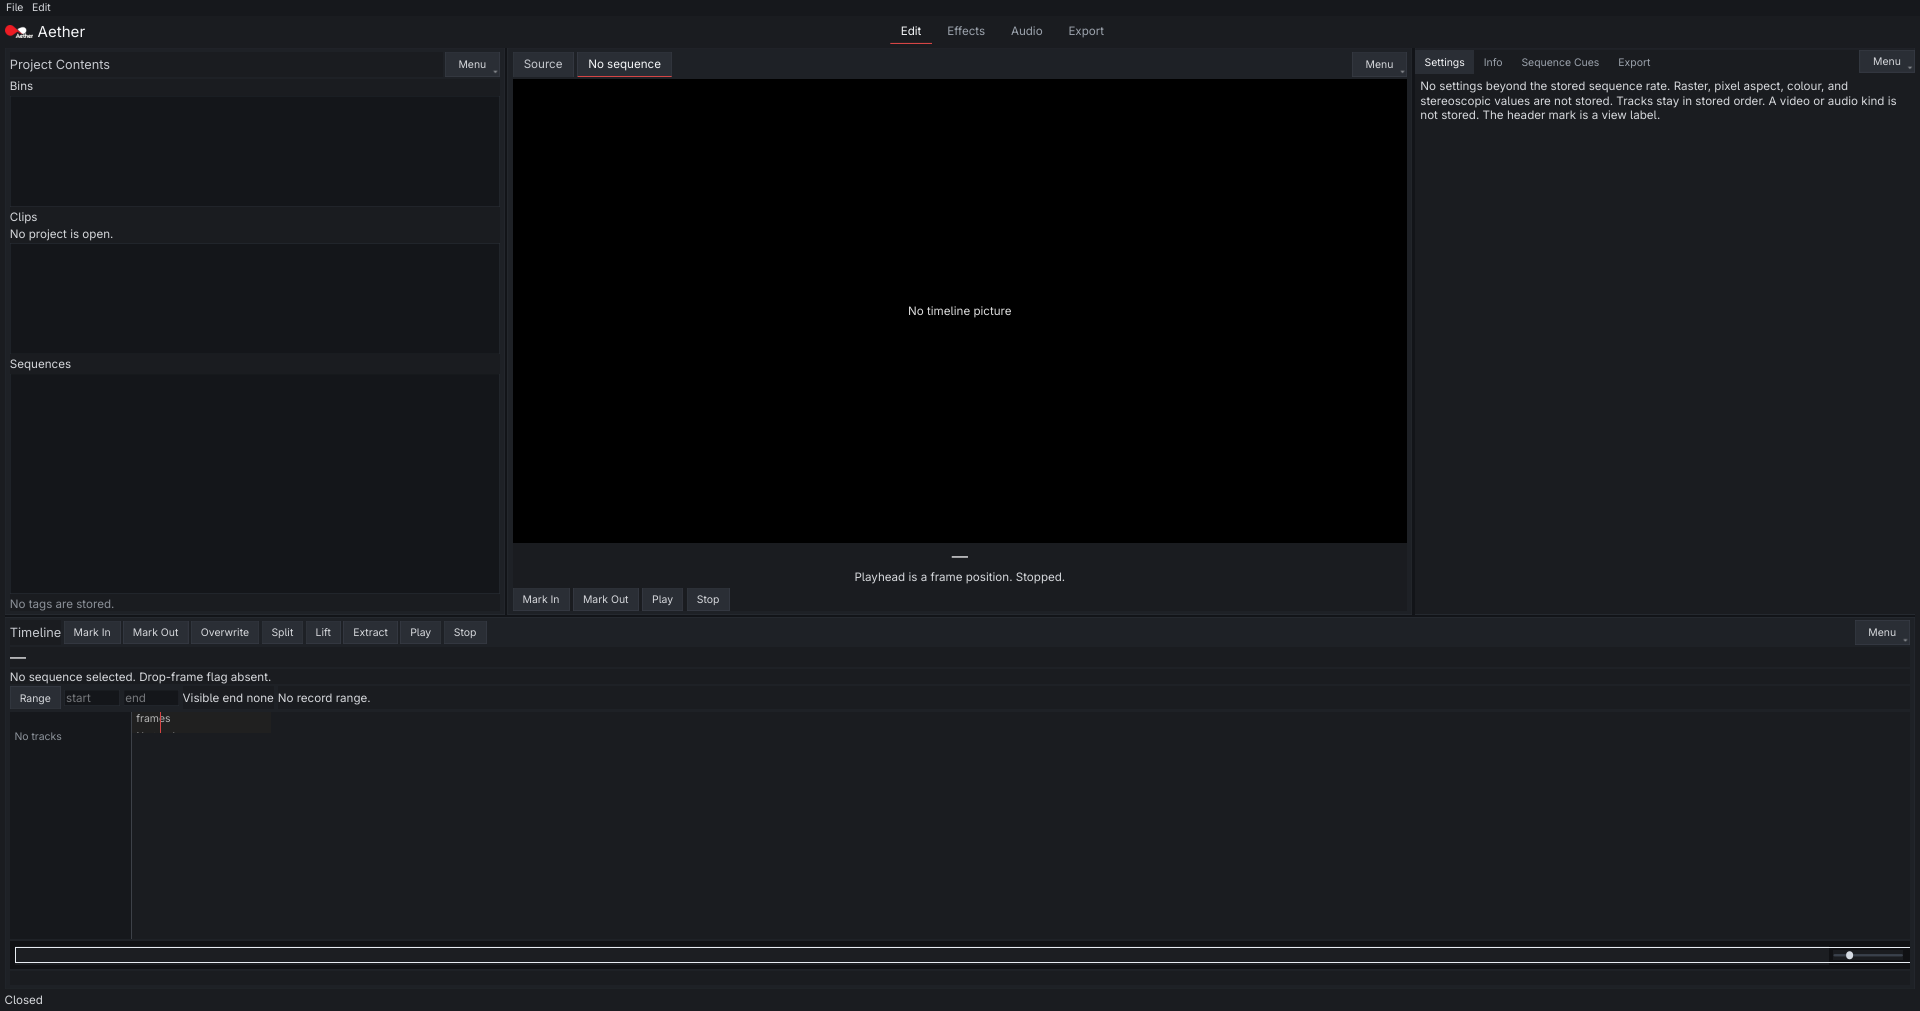 File Edit
Aether Aether
Edit Effects Audio Export
Project Contents Menu
Bins
Clips
No project is open.
Sequences
No tags are stored.
Source No sequence Menu
No timeline picture
—
Playhead is a frame position. Stopped.
Mark In Mark Out Play Stop
Settings Info Sequence Cues Export Menu
No settings beyond the stored sequence rate. Raster, pixel aspect, colour, and
stereoscopic values are not stored. Tracks stay in stored order. A video or audio kind is
not stored. The header mark is a view label.
Timeline Mark In Mark Out Overwrite Split Lift Extract Play Stop Menu
—
No sequence selected. Drop-frame flag absent.
Range start end Visible end none No record range.
frames
No tracks
Closed